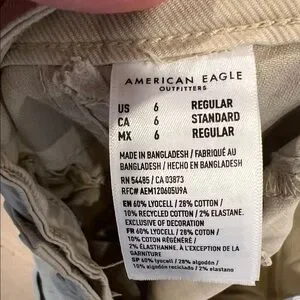 AMERICAN EAGLE
OUTFITTERS
US 6 REGULAR
CA 6 STANDARD
MX 6 REGULAR
MADE IN BANGLADESH / FABRIQUÉ AU
BANGLADESH / HECHO EN BANGLADESH
RN 54485 / CA 03873
RFC# AEM120605U9A
EN 60% LYOCELL / 28% COTTON /
10% RECYCLED COTTON / 2% ELASTANE.
EXCLUSIVE OF DECORATION
FR 60% LYOCELL / 28% COTON /
10% COTON RÉGÉNÉRÉ /
2% ÉLASTHANNE. À L'EXCEPTION DE LA
GARNITURE
SP 60% lyocell / 28% algodón /
10% algodón reciclado / 2% elastano